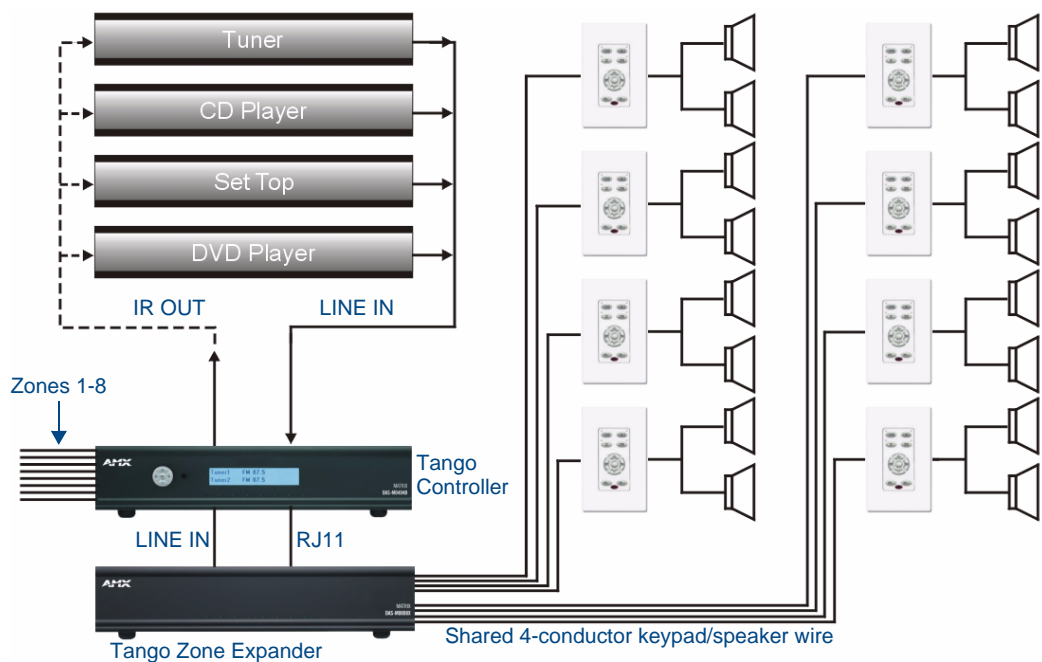 Tuner
CD Player
Set Top
DVD Player
IR OUT
LINE IN
Zones 1-8
AMX
Tuner1 FM 87.5
Tuner2 FM 87.5
MATRIX
Tango
Controller
LINE IN
RJ11
AMX
MATRIX
Shared 4-conductor keypad/speaker wire
Tango Zone Expander